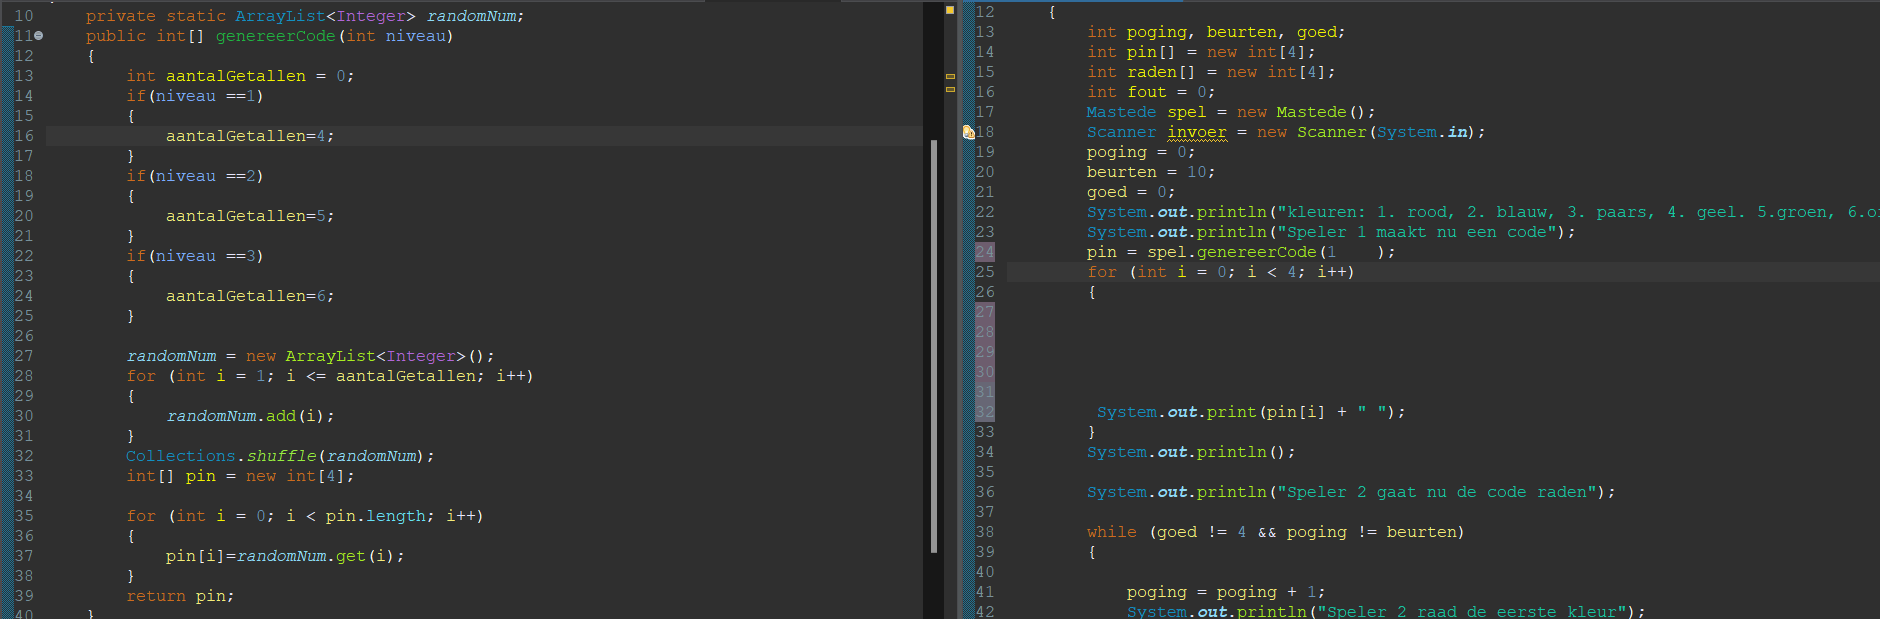 10 private static ArrayList<Integer> randomNum;
11 public int[] genereerCode(int niveau)
12 {
13 int aantalGetallen = 0;
14 if(niveau ==1)
15 {
16 aantalGetallen=4;
17 }
18 if(niveau ==2)
19 {
20 aantalGetallen=5;
21 }
22 if(niveau ==3)
23 {
24 aantalGetallen=6;
25 }
26
27 randomNum = new ArrayList<Integer>();
28 for (int i = 1; i <= aantalGetallen; i++)
29 {
30 randomNum.add(i);
31 }
32 Collections.shuffle(randomNum);
33 int[] pin = new int[4];
34
35 for (int i = 0; i < pin.length; i++)
36 {
37 pin[i]=randomNum.get(i);
38 }
39 return pin;
40 }
12 {
13 int poging, beurten, goed;
14 int pin[] = new int[4];
15 int raden[] = new int[4];
16 int fout = 0;
17 Mastede spel = new Mastede();
18 Scanner invoer = new Scanner(System.in);
19 poging = 0;
20 beurten = 10;
21 goed = 0;
22 System.out.println("kleuren: 1. rood, 2. blauw, 3. paars, 4. geel. 5.groen, 6.o
23 System.out.println("Speler 1 maakt nu een code");
24 pin = spel.genereerCode(1    );
25 for (int i = 0; i < 4; i++)
26 {
27
28
29
30
31
32 System.out.print(pin[i] + " ");
33 }
34 System.out.println();
35
36 System.out.println("Speler 2 gaat nu de code raden");
37
38 while (goed != 4 && poging != beurten)
39 {
40
41 poging = poging + 1;
42 System.out.println("Speler 2 raad de eerste kleur");